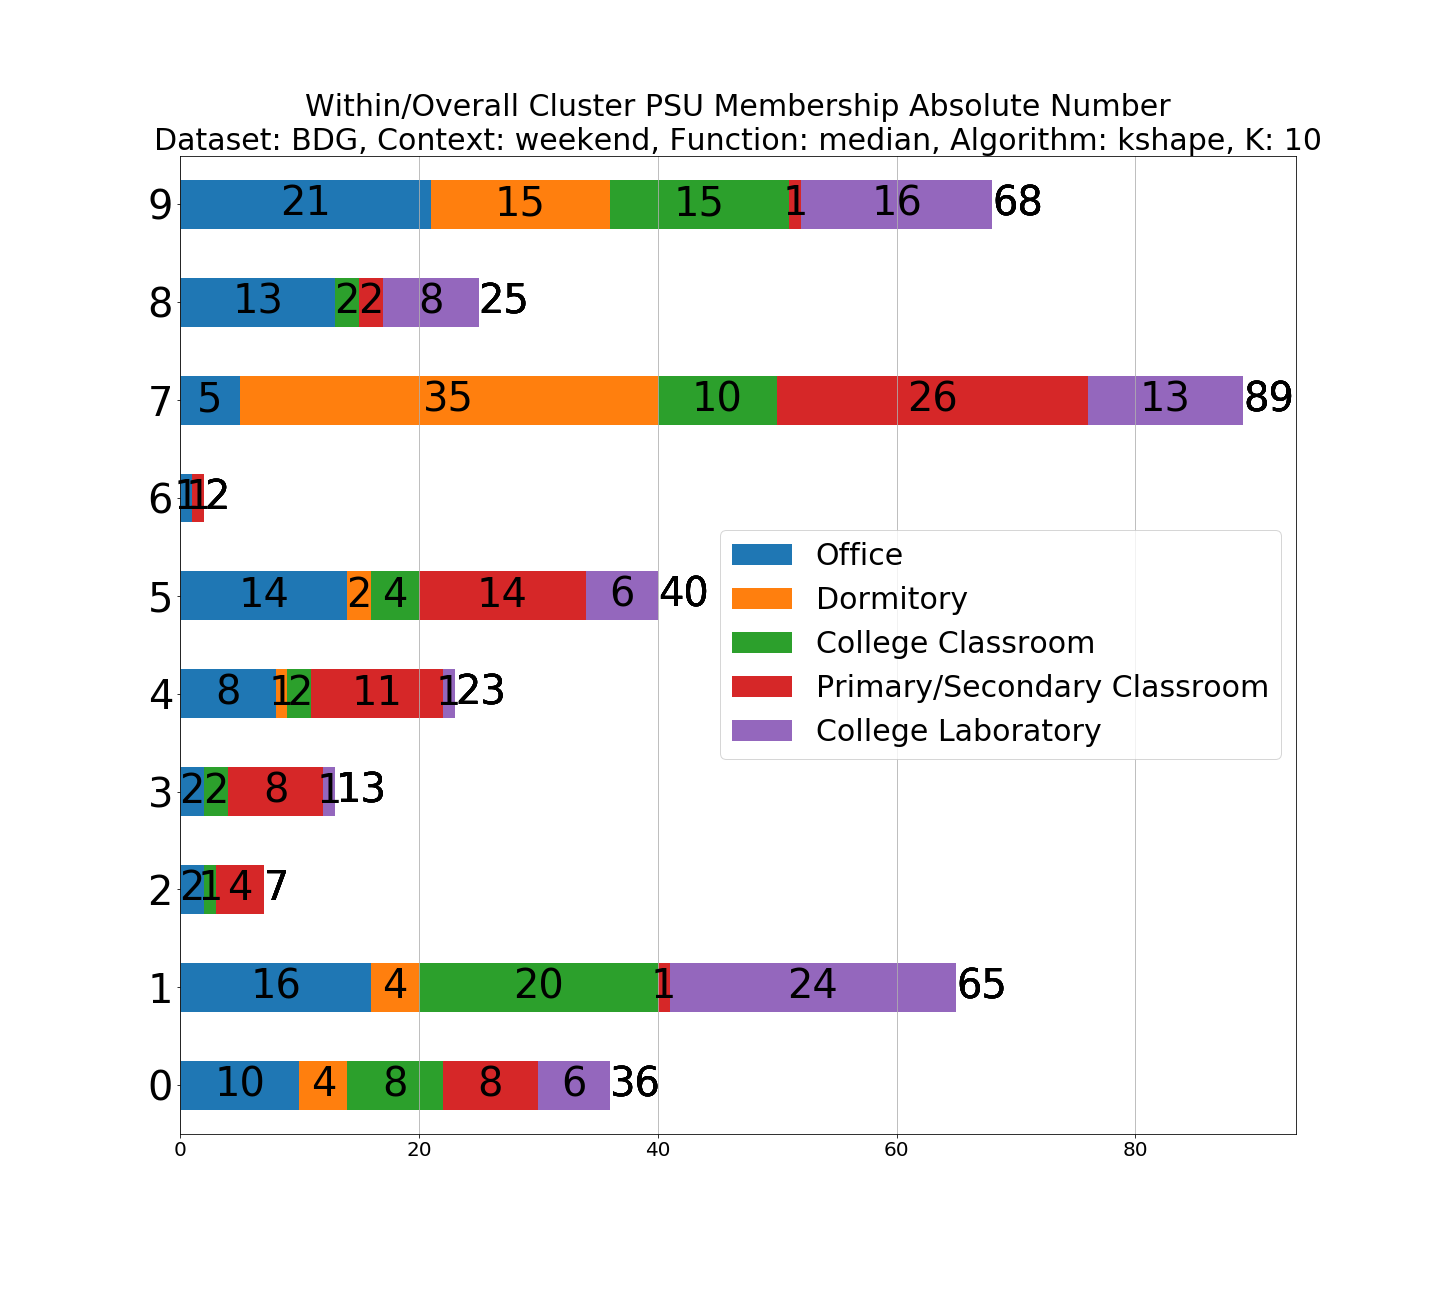 Within/Overall Cluster PSU Membership Absolute Number
Dataset: BDG, Context: weekend, Function: median, Algorithm: kshape, K: 10
9 21 15 15 1 16 68
8 13 2 2 8 25
7 5 35 10 26 13 89
6 1 1 2
5 14 2 4 14 6 40
4 8 1 2 11 1 23
3 2 2 8 1 13
2 2 1 4 7
1 16 4 20 1 24 65
0 10 4 8 8 6 36
0 20 40 60 80
Office
Dormitory
College Classroom
Primary/Secondary Classroom
College Laboratory